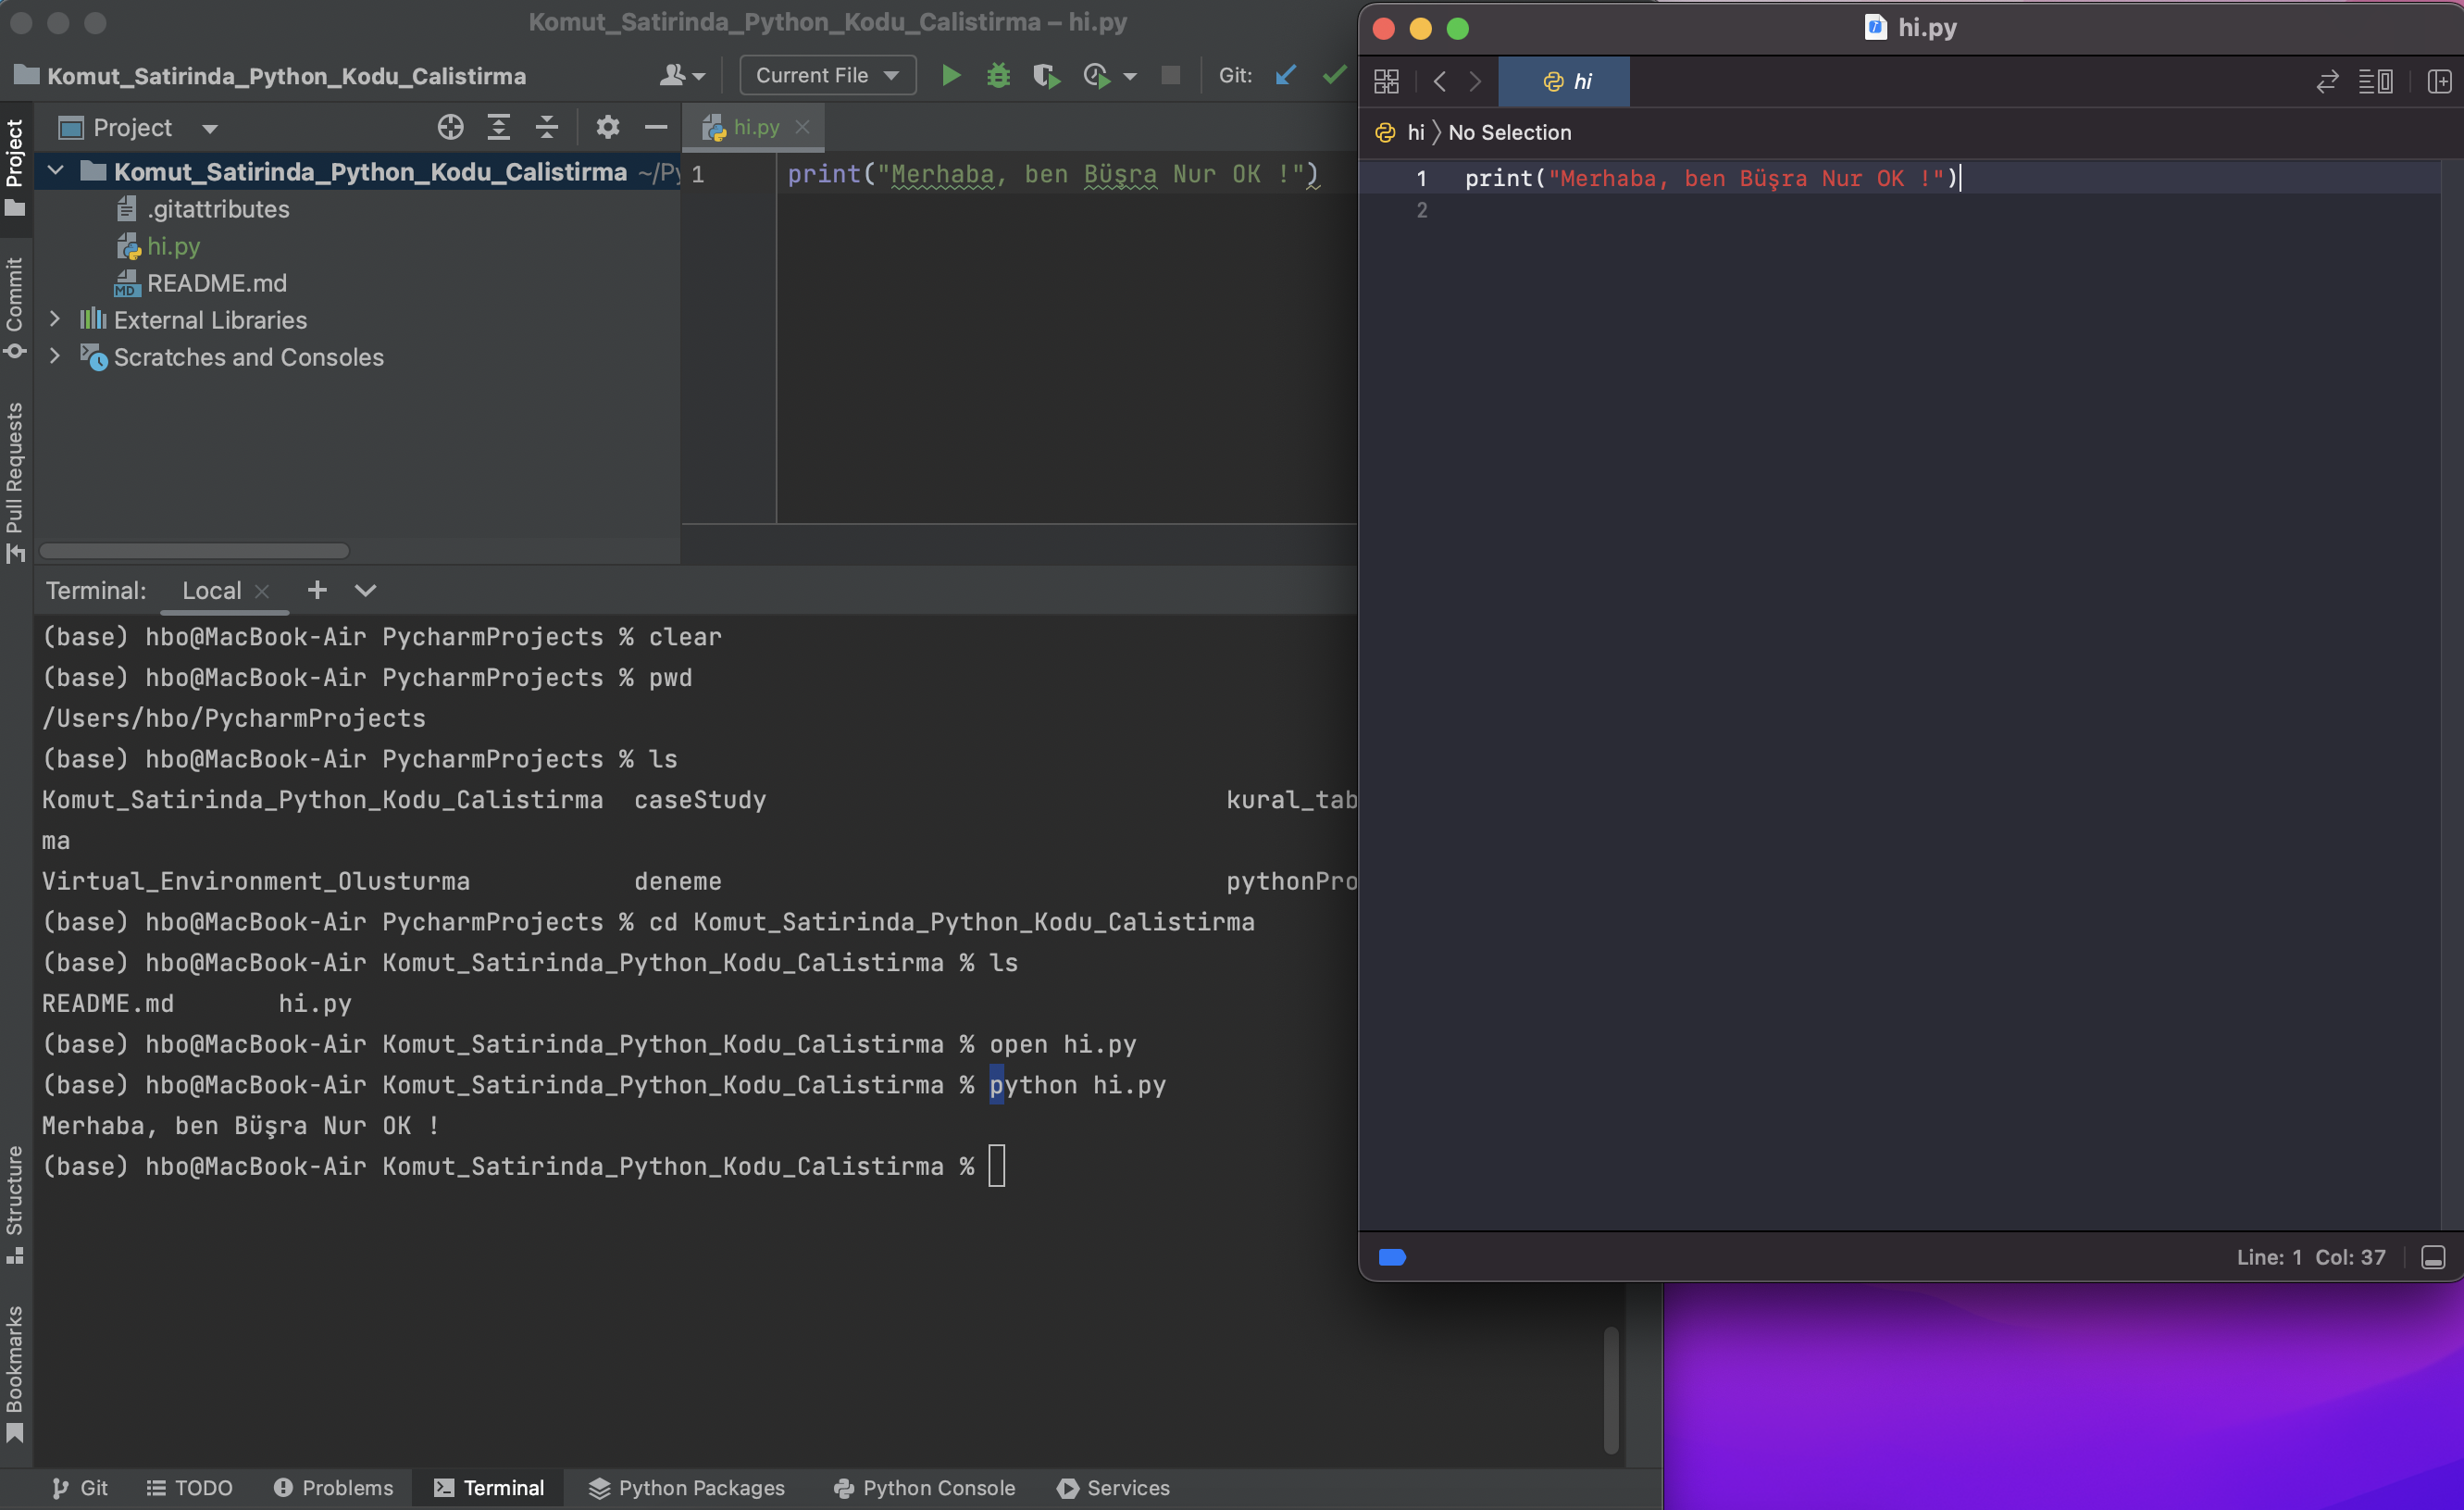 Komut_Satirinda_Python_Kodu_Calistirma – hi.py
Komut_Satirinda_Python_Kodu_Calistirma
Current File
Git:
Project
hi.py
Komut_Satirinda_Python_Kodu_Calistirma ~/Py
.gitattributes
hi.py
README.md
External Libraries
Scratches and Consoles
1 print("Merhaba, ben Büşra Nur OK !")
Project
Commit
Pull Requests
Structure
Bookmarks
Terminal: Local
(base) hbo@MacBook-Air PycharmProjects % clear
(base) hbo@MacBook-Air PycharmProjects % pwd
/Users/hbo/PycharmProjects
(base) hbo@MacBook-Air PycharmProjects % ls
Komut_Satirinda_Python_Kodu_Calistirma caseStudy kural_tab
ma
Virtual_Environment_Olusturma deneme pythonPro
(base) hbo@MacBook-Air PycharmProjects % cd Komut_Satirinda_Python_Kodu_Calistirma
(base) hbo@MacBook-Air Komut_Satirinda_Python_Kodu_Calistirma % ls
README.md hi.py
(base) hbo@MacBook-Air Komut_Satirinda_Python_Kodu_Calistirma % open hi.py
(base) hbo@MacBook-Air Komut_Satirinda_Python_Kodu_Calistirma % python hi.py
Merhaba, ben Büşra Nur OK !
(base) hbo@MacBook-Air Komut_Satirinda_Python_Kodu_Calistirma %
Git TODO Problems Terminal Python Packages Python Console Services
hi.py
hi
hi No Selection
1 print("Merhaba, ben Büşra Nur OK !")
2
Line: 1 Col: 37